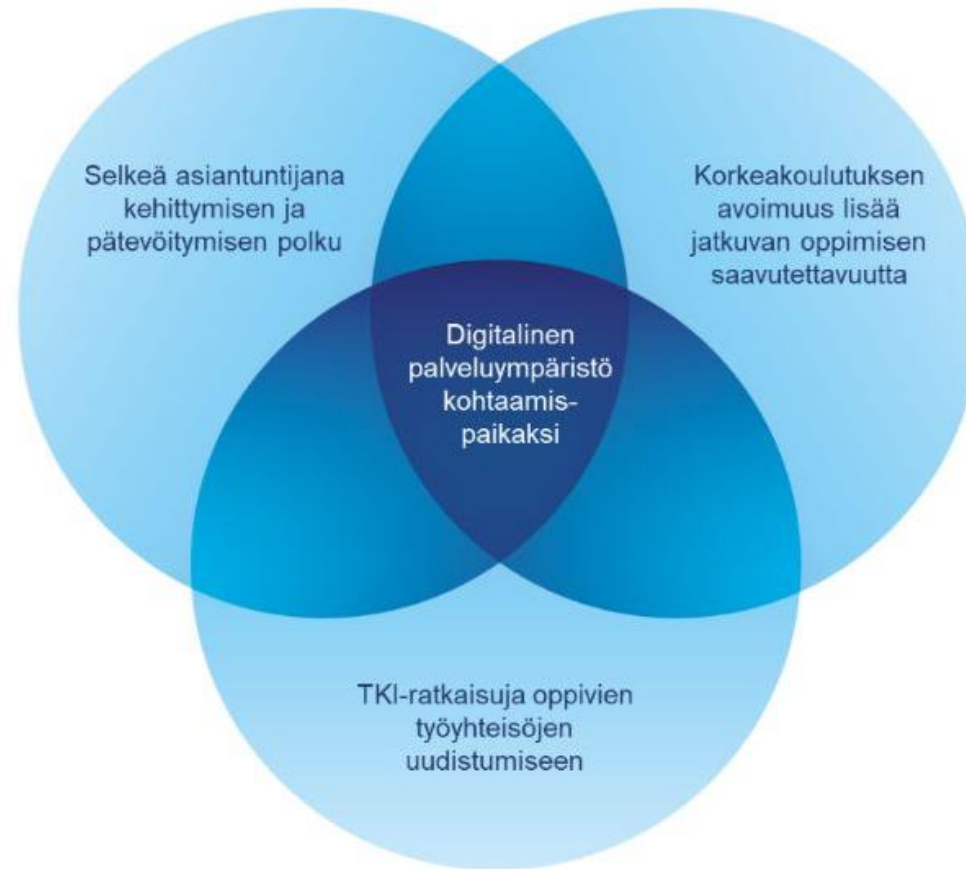 Selkeä asiantuntijana
kehittymisen ja
pätevöitymisen polku
Korkeakoulutuksen
avoimuus lisää
jatkuvan oppimisen
saavutettavuutta
Digitalinen
palveluympäristö
kohtaamis-
paikaksi
TKI-ratkaisuja oppivien
työyhteisöjen
uudistumiseen